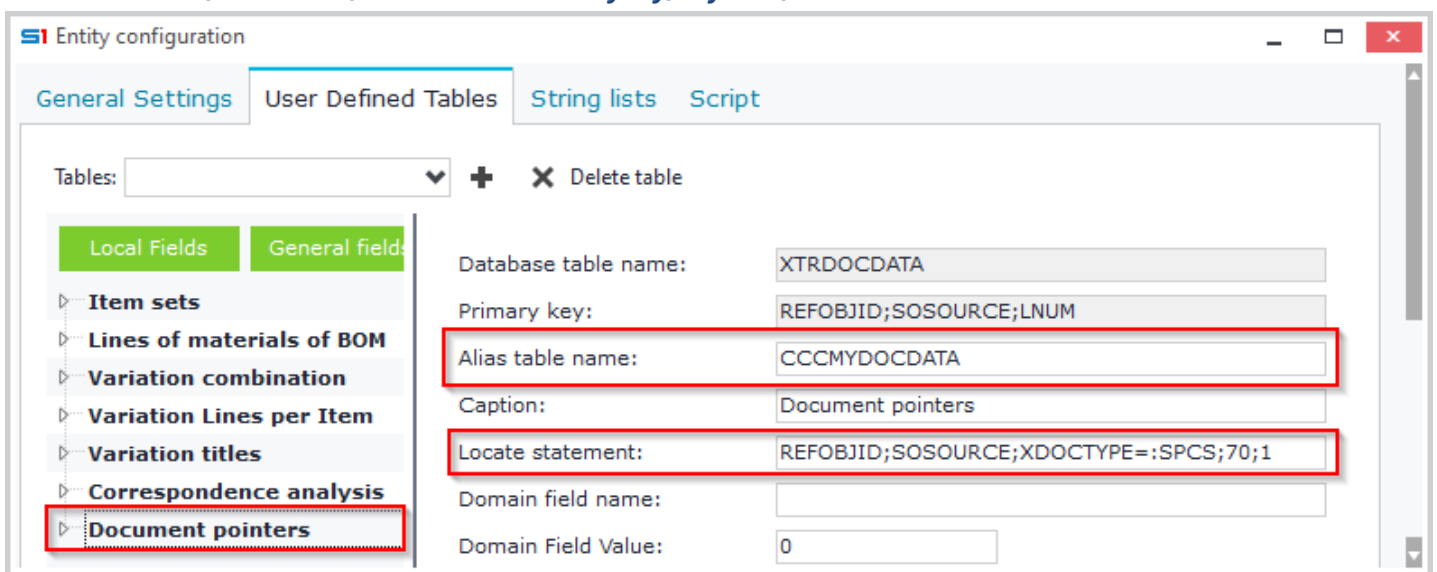 S1 Entity configuration
General Settings User Defined Tables String lists Script
Tables: Delete table
Local Fields General fields
Item sets
Lines of materials of BOM
Variation combination
Variation Lines per Item
Variation titles
Correspondence analysis
Document pointers
Database table name: XTRDOCDATA
Primary key: REFOBJID;SOSOURCE;LNUM
Alias table name: CCCMYDOCDATA
Caption: Document pointers
Locate statement: REFOBJID;SOSOURCE;XDOCTYPE=:SPCS;70;1
Domain field name:
Domain Field Value: 0